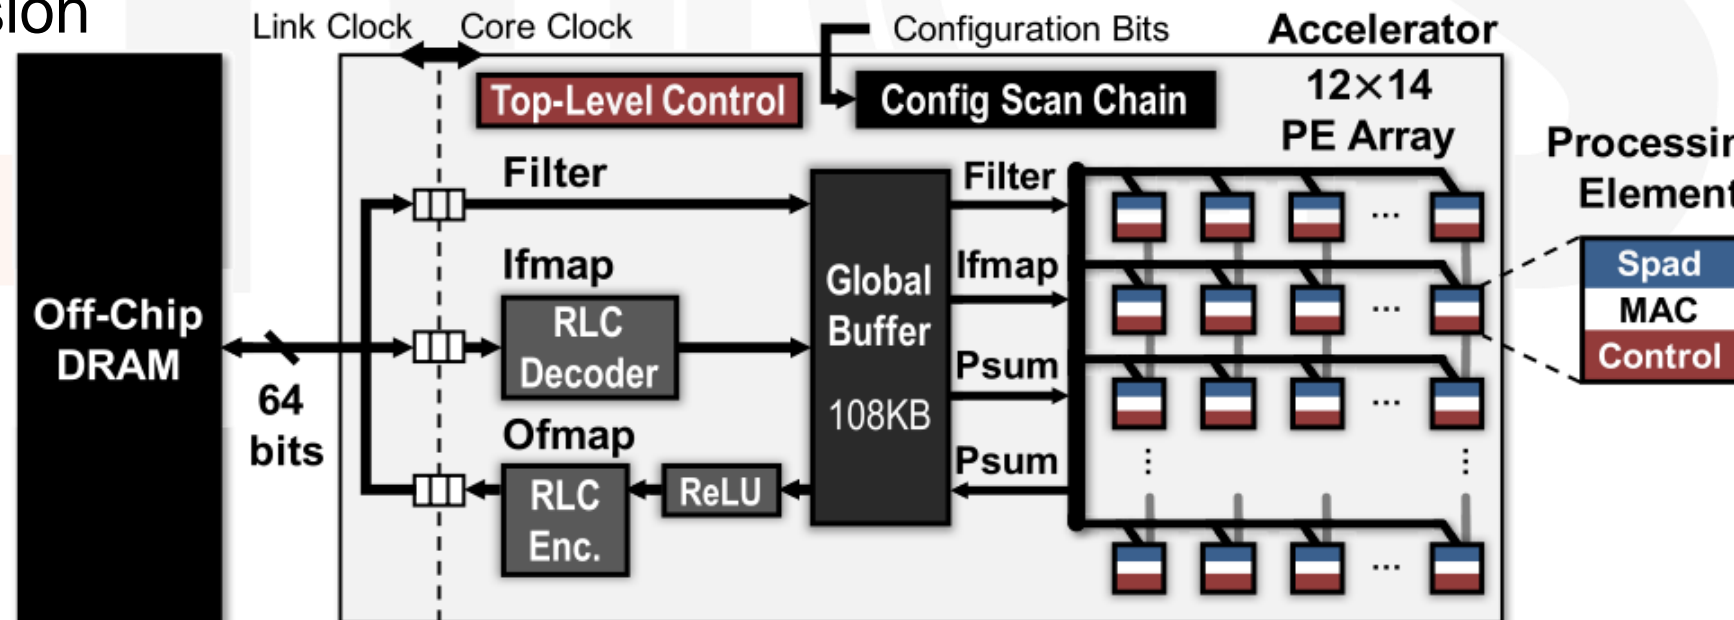 sion
Link Clock
Core Clock
Configuration Bits
Accelerator
Top-Level Control
Config Scan Chain
12×14
PE Array
Off-Chip
DRAM
64
bits
Filter
Ifmap
RLC
Decoder
Ofmap
RLC
Enc.
ReLU
Global
Buffer
108KB
Filter
Ifmap
Psum
Psum
...
...
...
...
Processin
Element
Spad
MAC
Control